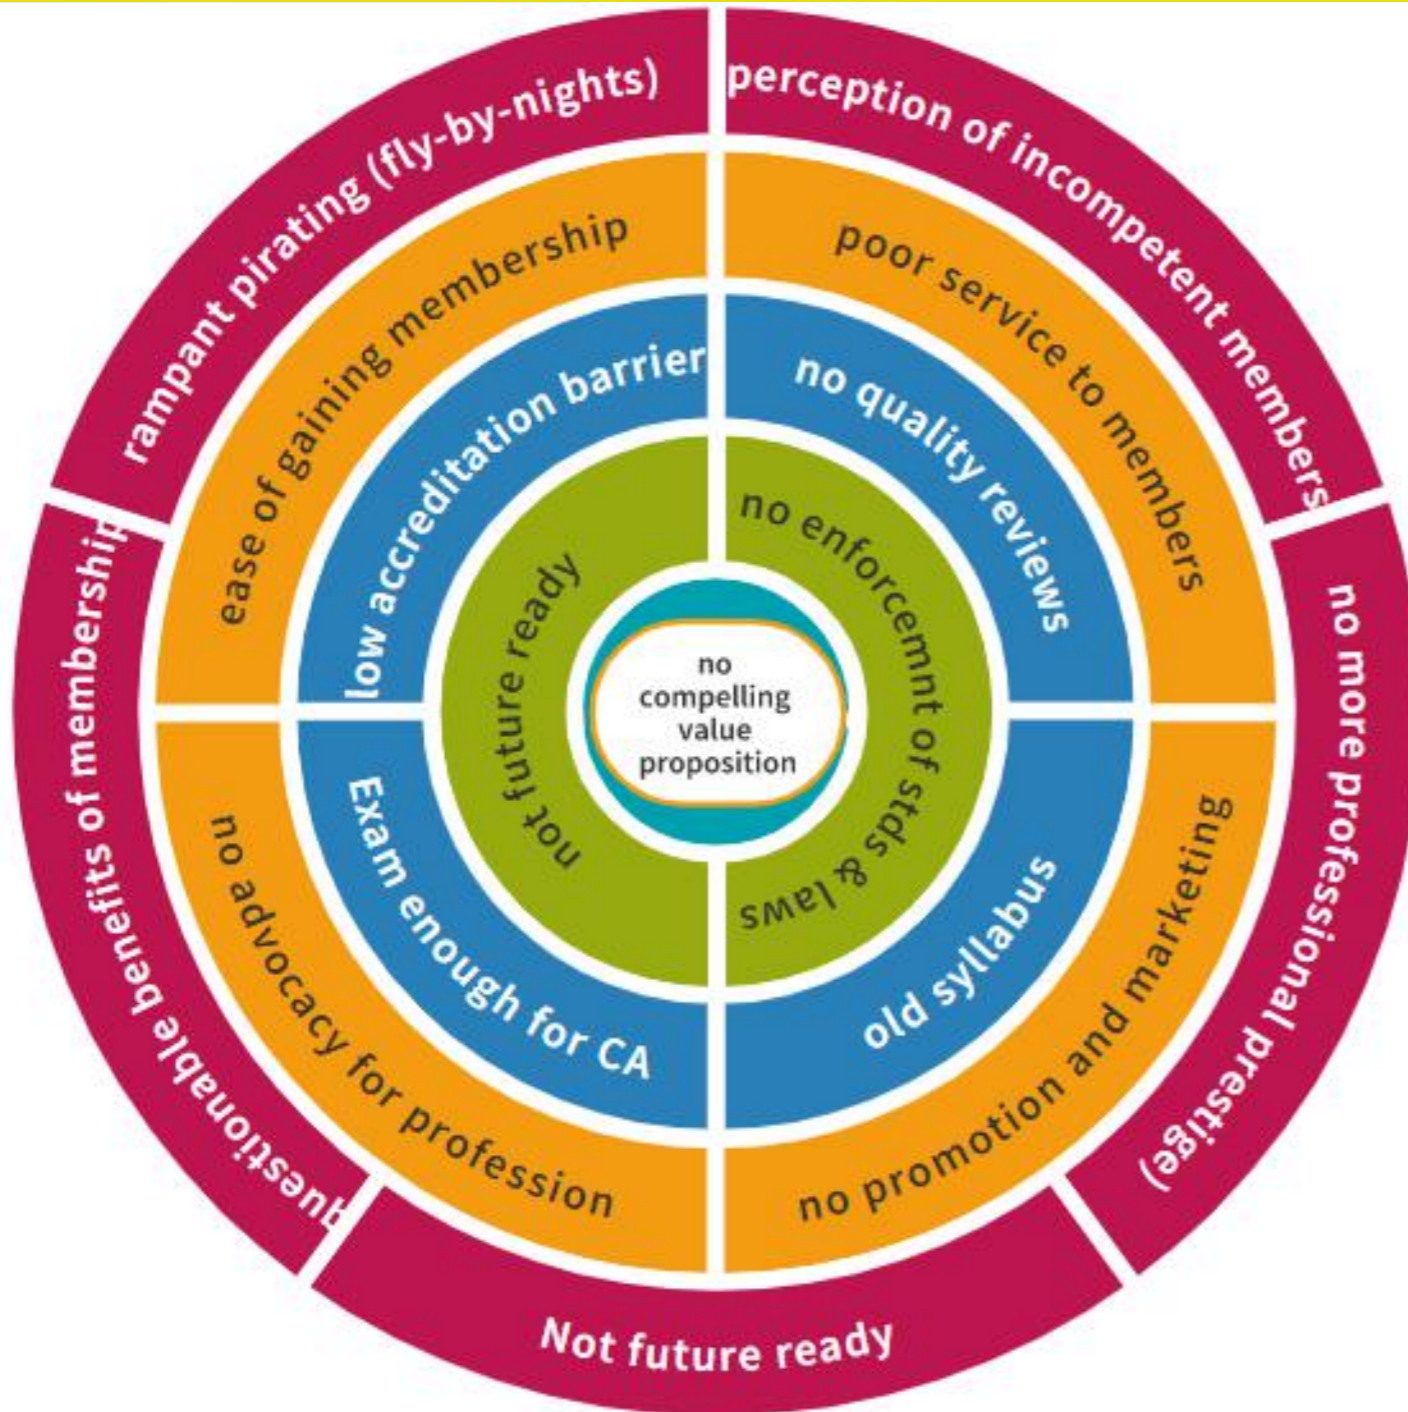 rampant pirating (fly-by-nights)
perception of incompetent members
no more professional prestige)
Not future ready
questionable benefits of membership
ease of gaining membership
poor service to members
no promotion and marketing
no advocacy for profession
low accreditation barrier
no quality reviews
old syllabus
Exam enough for CA
not future ready
no enforcemnt of stds & laws
no
compelling
value
proposition